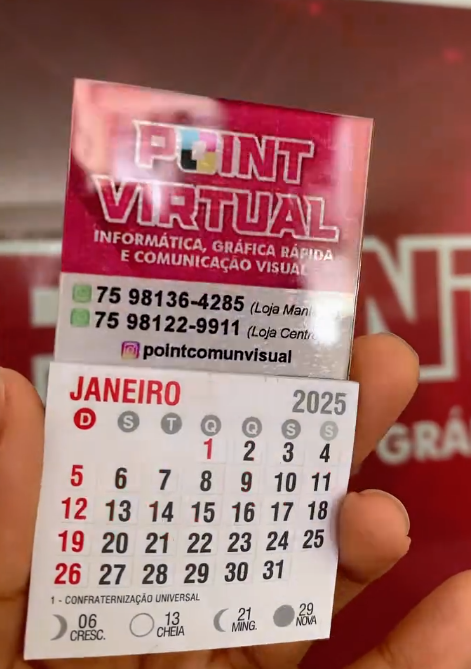 POINT
VIRTUAL
INFORMÁTICA, GRÁFICA RÁPIDA
E COMUNICAÇÃO VISUAL
75 98136-4285 (Loja
75 98122-9911 (Loja
pointcomunvisual
JANEIRO 2025
D S T Q Q S S
1 2 3 4
5 6 7 8 9 10 11
12 13 14 15 16 17 18
19 20 21 22 23 24 25
26 27 28 29 30 31
1 - CONFRATERNIZAÇÃO UNIVERSAL
06 CRESC. 13 CHEIA 21 MING. 29 NOVA